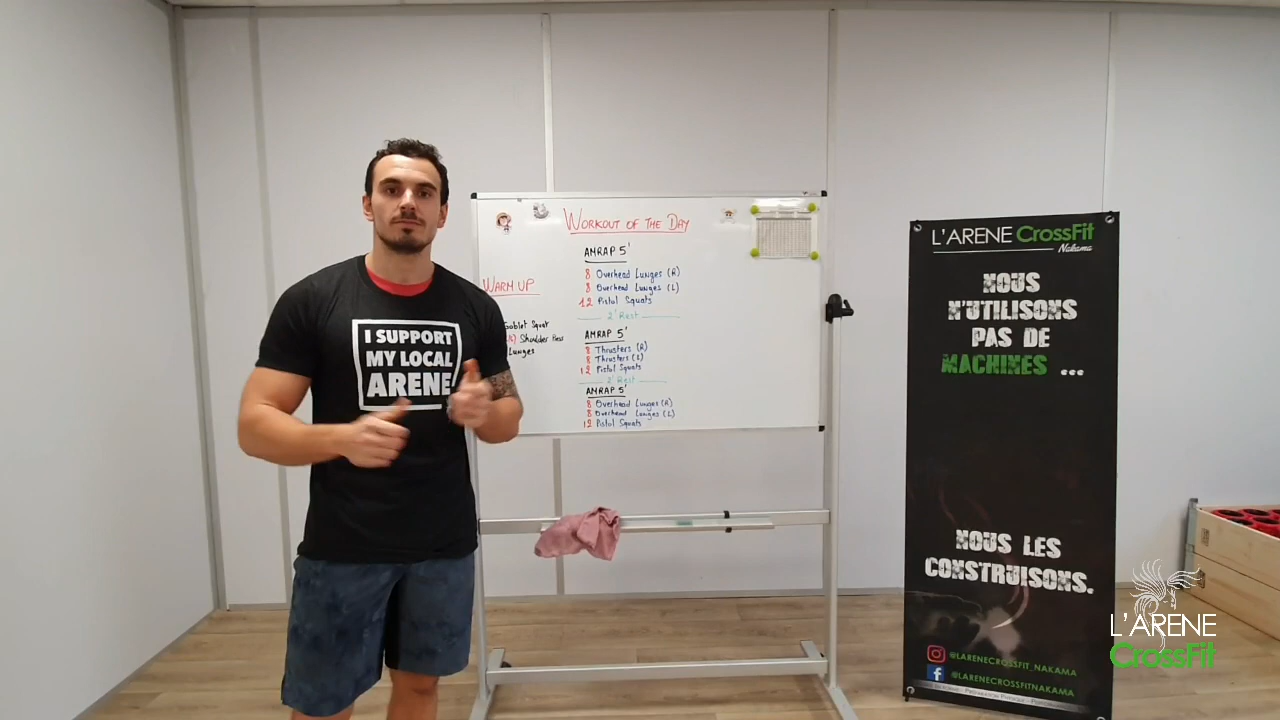 I SUPPORT
MY LOCAL
ARENE
WORKOUT OF THE DAY
WARM UP
Goblet Squat
Shoulder Press
Lunges
AMRAP 5'
8 Overhead Lunges (R)
8 Overhead Lunges (L)
12 Pistol Squats
2' Rest
AMRAP 5'
8 Thrusters (R)
8 Thrusters (L)
12 Pistol Squats
2' Rest
AMRAP 5'
8 Overhead Lunges (R)
8 Overhead Lunges (L)
12 Pistol Squats
L'ARENE CrossFit
Nakama
NOUS
N'UTILISONS
PAS DE
MACHINES ...
NOUS LES
CONSTRUISONS.
@LARENECROSSFIT_NAKAMA
@LARENECROSSFITNAKAMA
L'ARENE
CrossFit